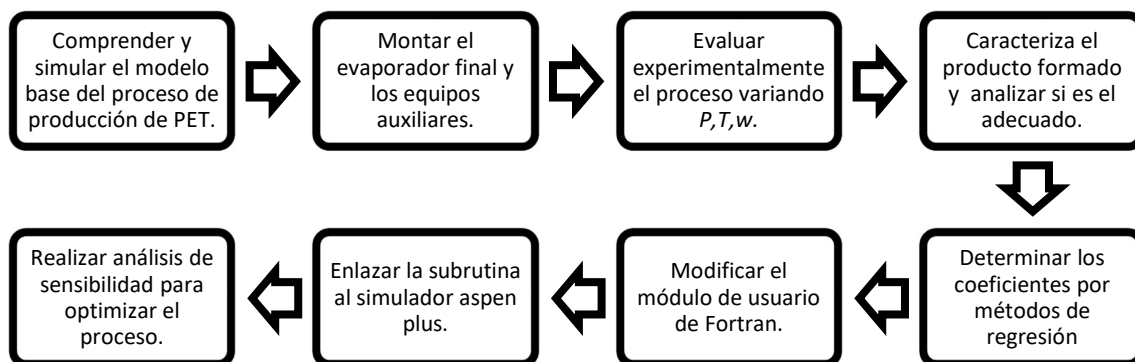 Comprender y
simular el modelo
base del proceso de
producción de PET.
Montar el
evaporador final y
los equipos
auxiliares.
Evaluar
experimentalmente
el proceso variando
P,T,w.
Caracteriza el
producto formado
y analizar si es el
adecuado.
Determinar los
coeficientes por
métodos de
regresión
Modificar el
módulo de usuario
de Fortran.
Enlazar la subrutina
al simulador aspen
plus.
Realizar análisis de
sensibilidad para
optimizar el
proceso.